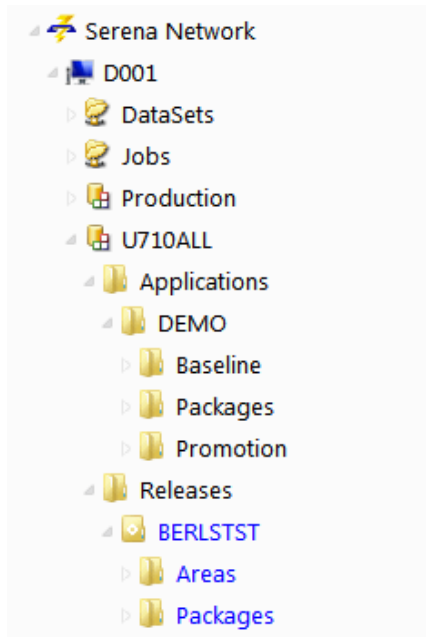 Serena Network
D001
DataSets
Jobs
Production
U710ALL
Applications
DEMO
Baseline
Packages
Promotion
Releases
BERLSTST
Areas
Packages